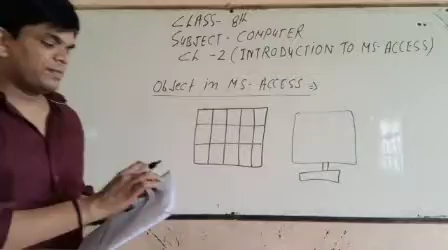 CLASS- 8th
SUBJECT- COMPUTER
Ch -2 (INTRODUCTION TO MS-ACCESS)
Object in MS-ACCESS ⇒